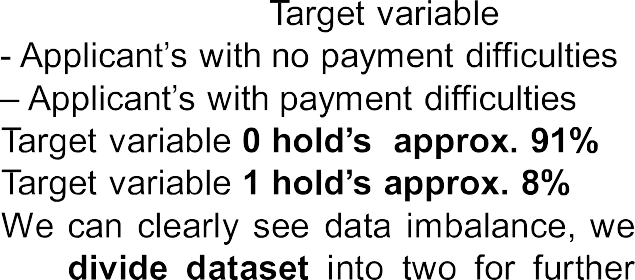 Target variable
- Applicant’s with no payment difficulties
– Applicant’s with payment difficulties
Target variable 0 hold’s  approx. 91%
Target variable 1 hold’s approx. 8%
We can clearly see data imbalance, we
divide dataset into two for further